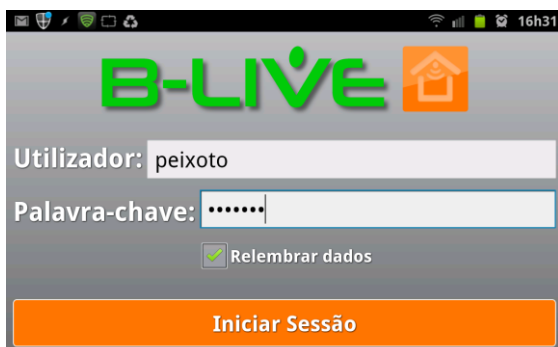 16h31
B-LIVE
Utilizador: peixoto
Palavra-chave: •••••••
Relembrar dados
Iniciar Sessão